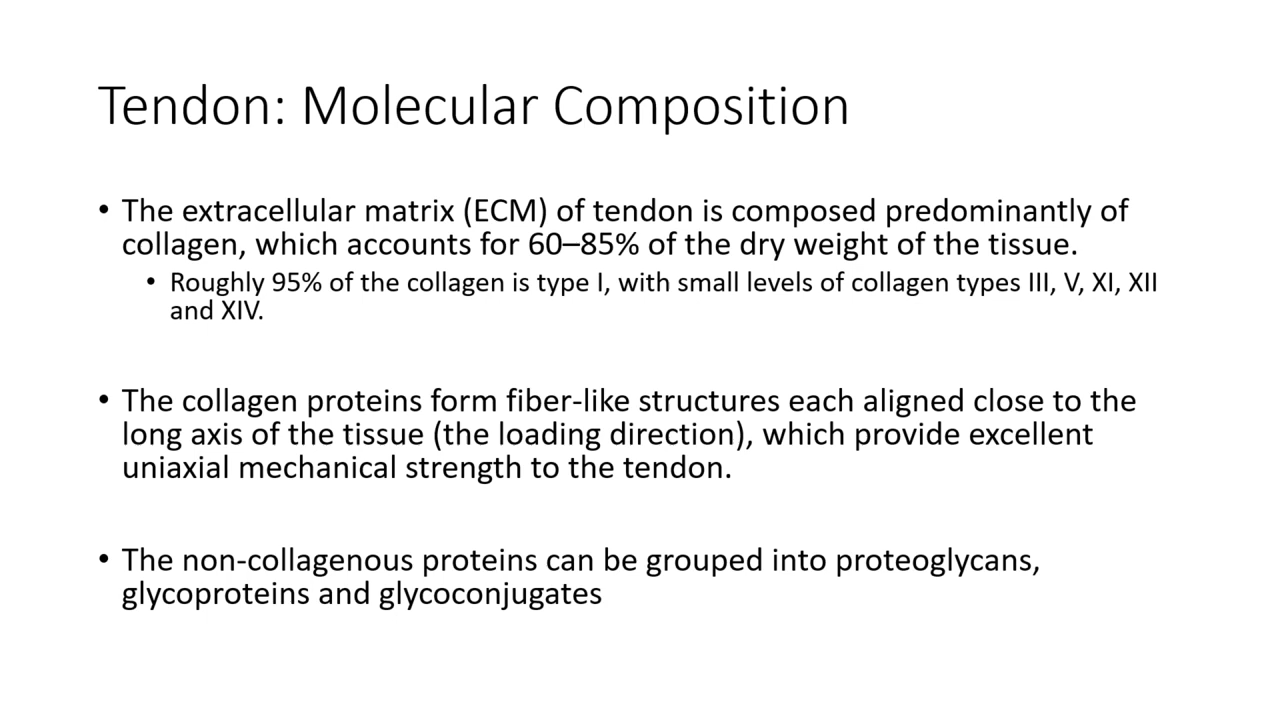 Tendon: Molecular Composition
• The extracellular matrix (ECM) of tendon is composed predominantly of
collagen, which accounts for 60–85% of the dry weight of the tissue.
• Roughly 95% of the collagen is type I, with small levels of collagen types III, V, XI, XII
and XIV.
• The collagen proteins form fiber-like structures each aligned close to the
long axis of the tissue (the loading direction), which provide excellent
uniaxial mechanical strength to the tendon.
• The non-collagenous proteins can be grouped into proteoglycans,
glycoproteins and glycoconjugates